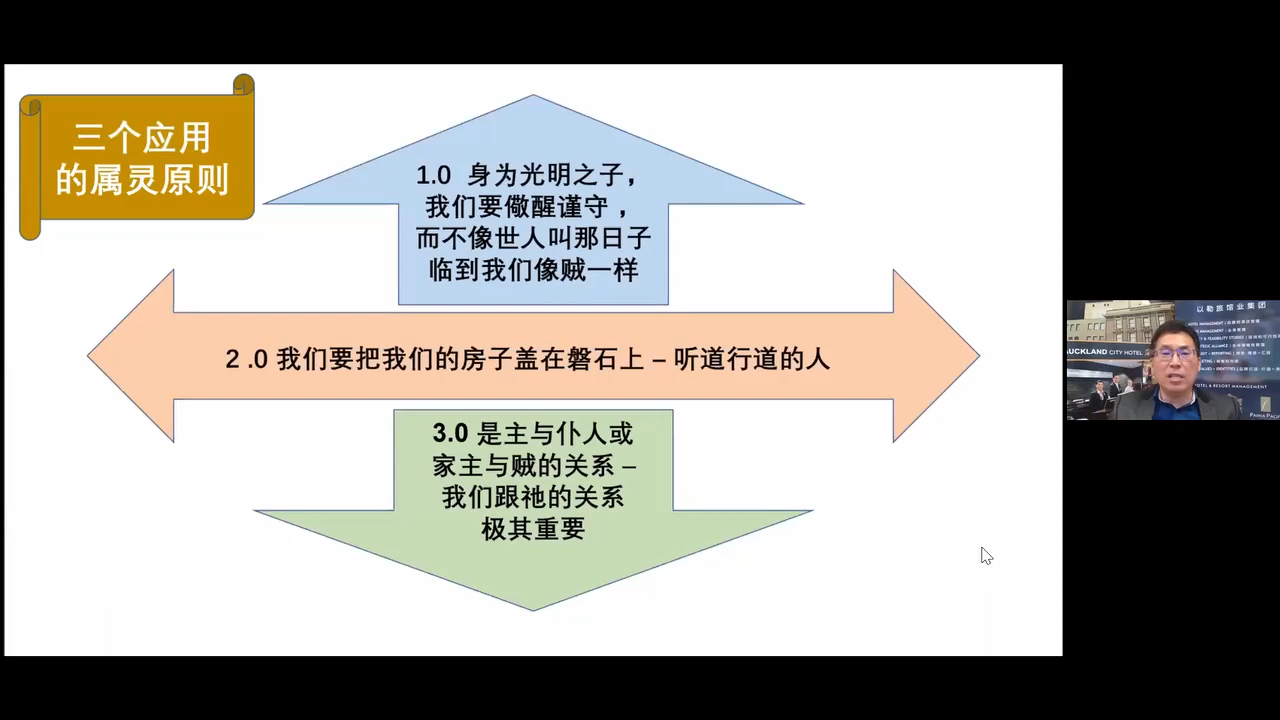 三个应用
的属灵原则
1.0 身为光明之子，
我们要儆醒谨守，
而不像世人叫那日子
临到我们像贼一样
2 .0 我们要把我们的房子盖在磐石上 – 听道行道的人
3.0 是主与仆人或
家主与贼的关系 –
我们跟祂的关系
极其重要
以勒旅馆业集团
AUCKLAND CITY HOTEL
HOTEL & RESORT MANAGEMENT